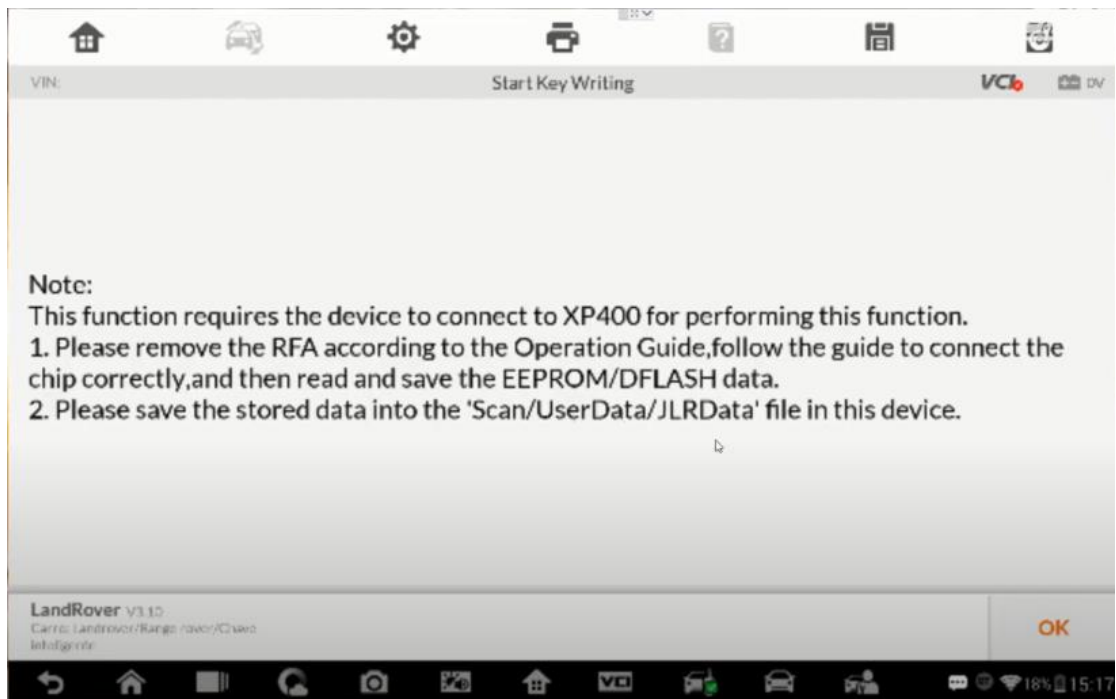 VIN:
Start Key Writing
VCI
Note:
This function requires the device to connect to XP400 for performing this function.
1. Please remove the RFA according to the Operation Guide,follow the guide to connect the
chip correctly,and then read and save the EEPROM/DFLASH data.
2. Please save the stored data into the 'Scan/UserData/JLRData' file in this device.
LandRover
OK
VCI
18% 15:17